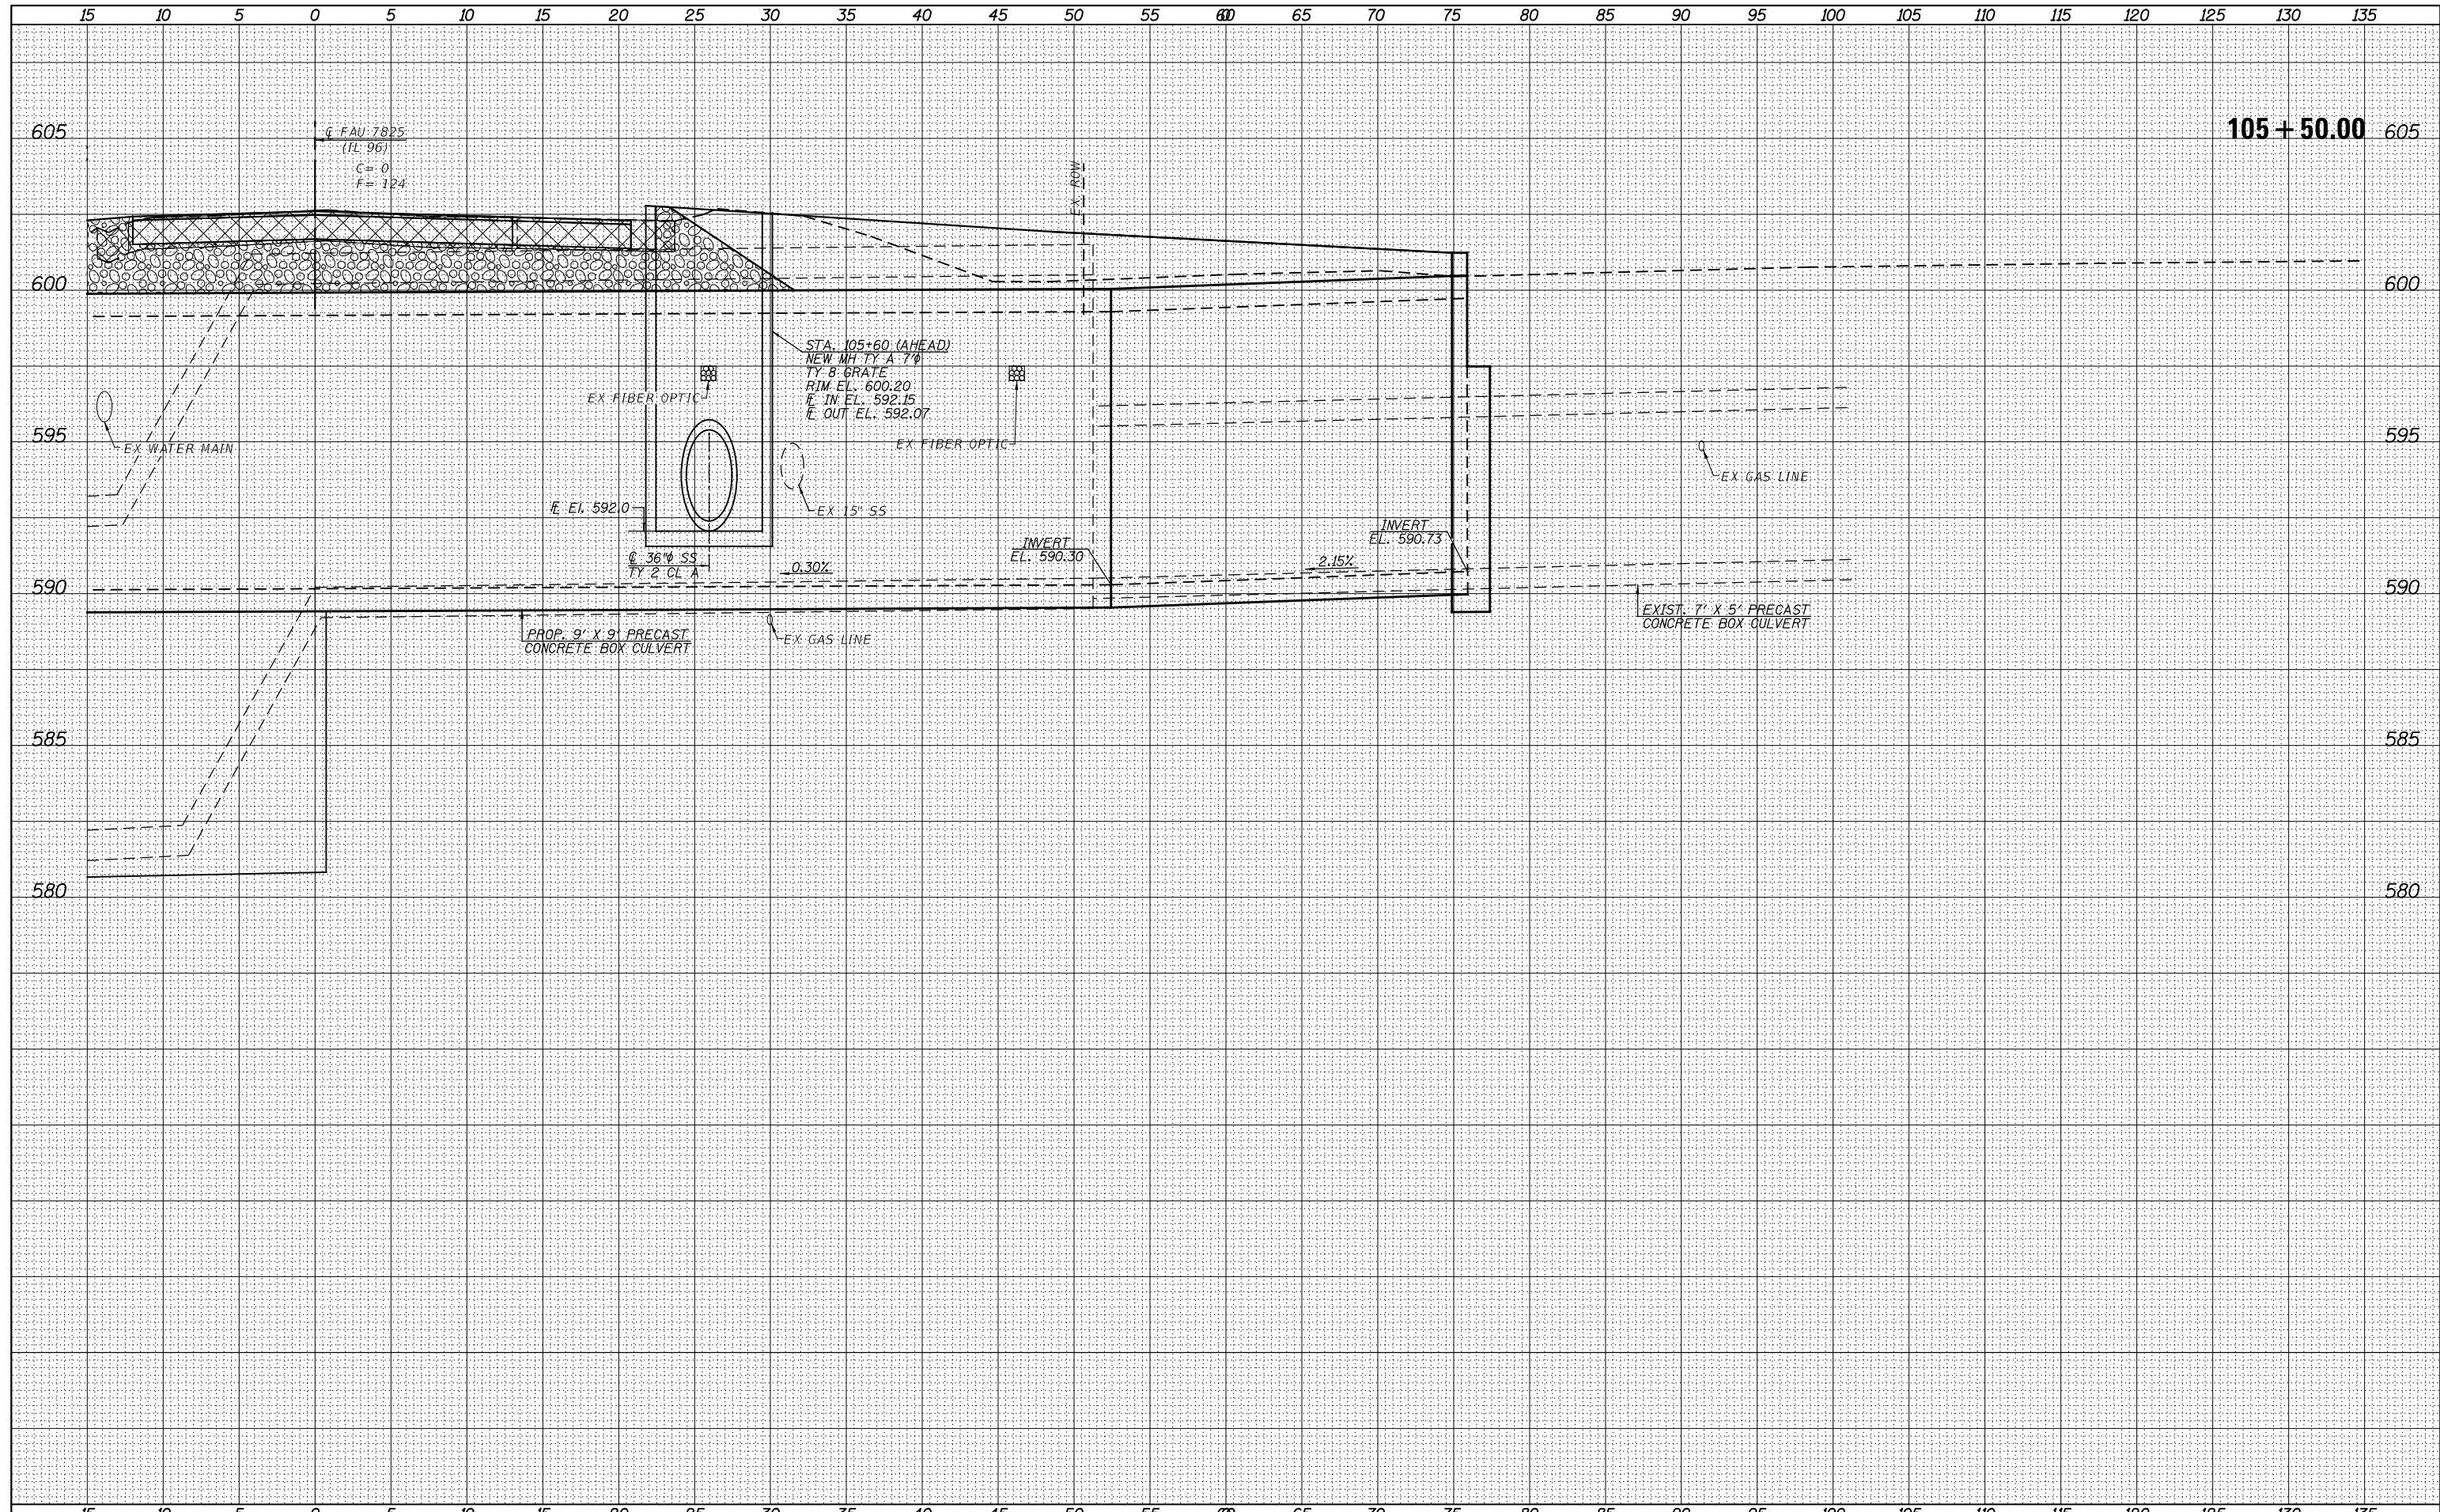 15 10 5 0 5 10 15 20 25 30 35 40 45 50 55 60 65 70 75 80 85 90 95 100 105 110 115 120 125 130 135
605
105 + 50.00
605
℄ FAU 7825
(IL 96)
C= 0
F= 124
EX ROW
600
600
STA. 105+60 (AHEAD)
NEW MH TY A 7'φ
TY 8 GRATE
RIM EL. 600.20
FL IN EL. 592.15
FL OUT EL. 592.07
EX FIBER OPTIC
EX FIBER OPTIC
595
EX WATER MAIN
595
EX GAS LINE
FL El. 592.0
EX 15" SS
INVERT
EL. 590.73
INVERT
EL. 590.30
℄ 36"φ SS
TY 2 CL A
0.30%
2.15%
590
590
PROP. 9' X 9' PRECAST
CONCRETE BOX CULVERT
EX GAS LINE
EXIST. 7' X 5' PRECAST
CONCRETE BOX CULVERT
585
585
580
580